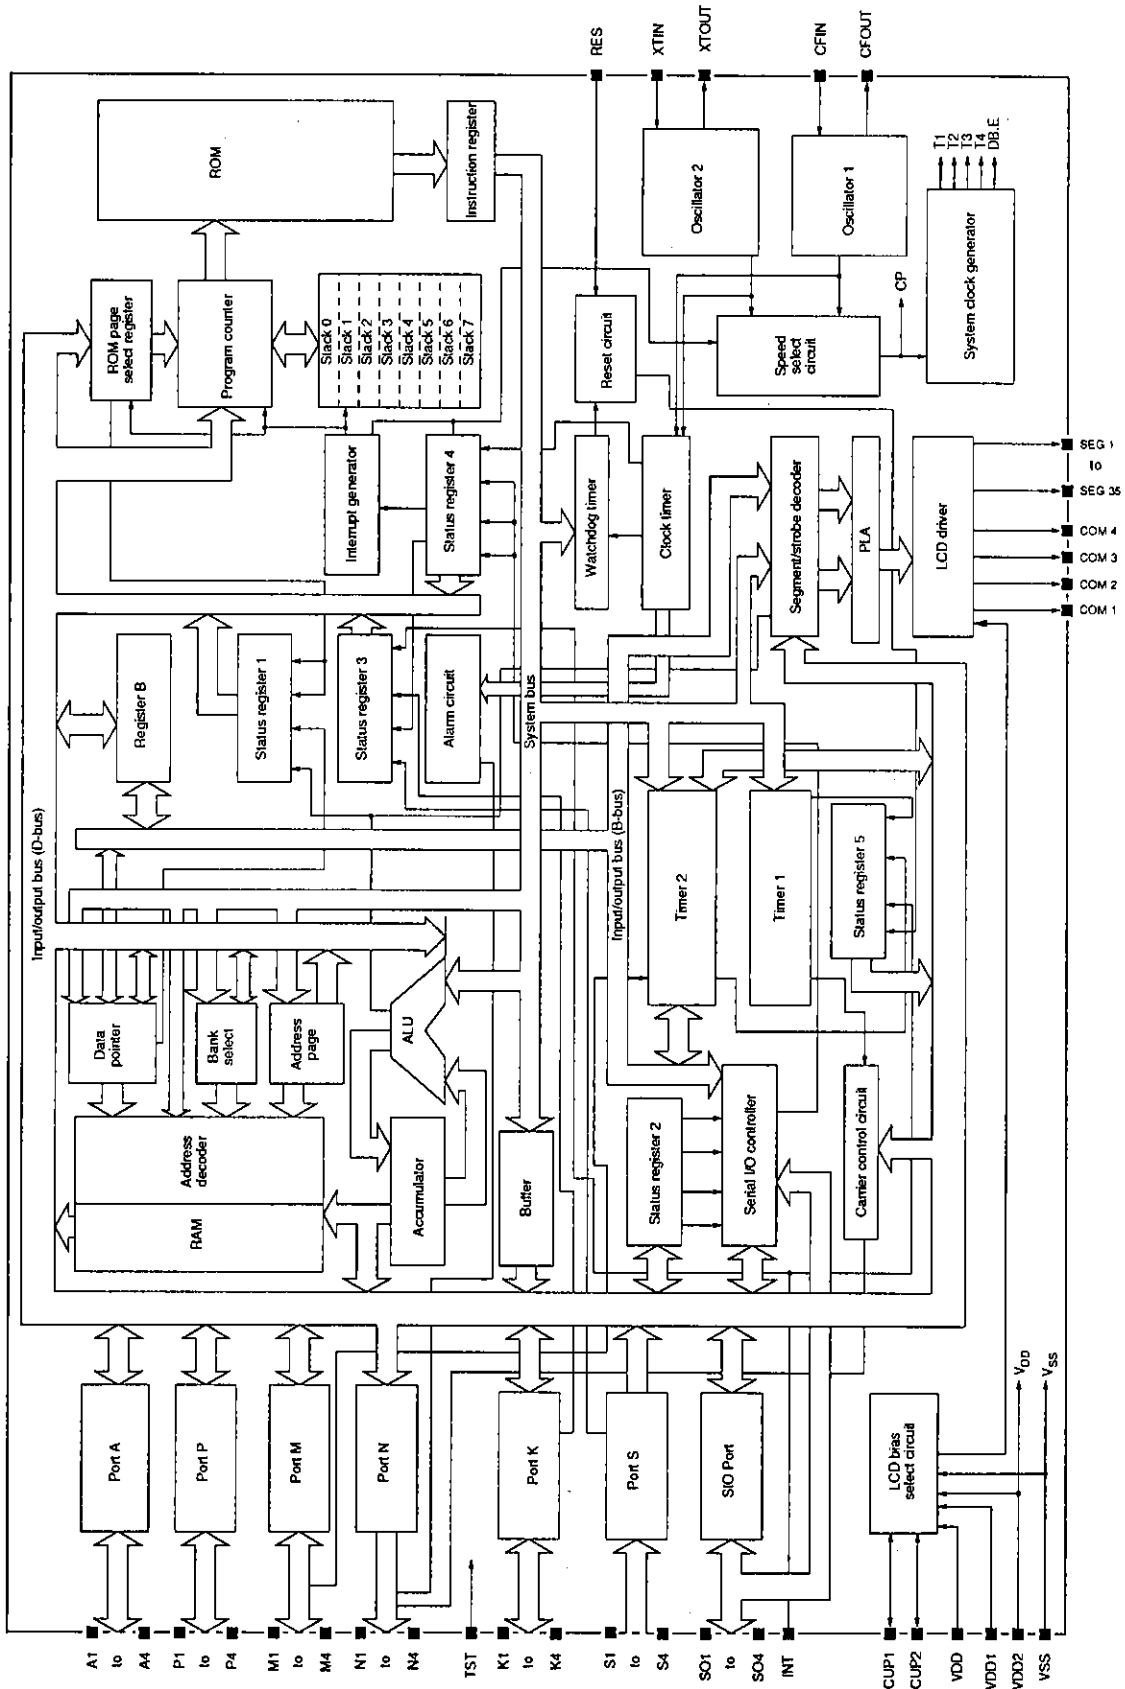 A1
to
A4
P1
to
P4
M1
to
M4
N1
to
N4
TST
K1
to
K4
S1
to
S4
SO1
to
SO4
INT
CUP1
CUP2
VDD
VDD1
VDD2
VSS
Port A
Port P
Port M
Port N
Port K
Port S
SIO Port
LCD bias
select circuit
VDD
VSS
RAM
Address
decoder
Accumulator
Buffer
Status register 2
Serial I/O controller
Carrier control circuit
Data
pointer
Bank
select
Address
page
ALU
Timer 2
Timer 1
Status register 5
Input/output bus (D-bus)
Input/output bus (B-bus)
System bus
Register B
Status register 1
Status register 3
Alarm circuit
Interrupt generator
Status register 4
Watchdog timer
Clock timer
Segment/strobe decoder
PLA
LCD driver
ROM page
select register
Program counter
Stack 0
Stack 1
Stack 2
Stack 3
Stack 4
Stack 5
Stack 6
Stack 7
Reset circuit
Speed
select
circuit
CP
ROM
Instruction register
Oscillator 2
Oscillator 1
System clock generator
T1
T2
T3
T4
DB.E
RES
XTIN
XTOUT
CFIN
CFOUT
SEG 1
to
SEG 35
COM 4
COM 3
COM 2
COM 1